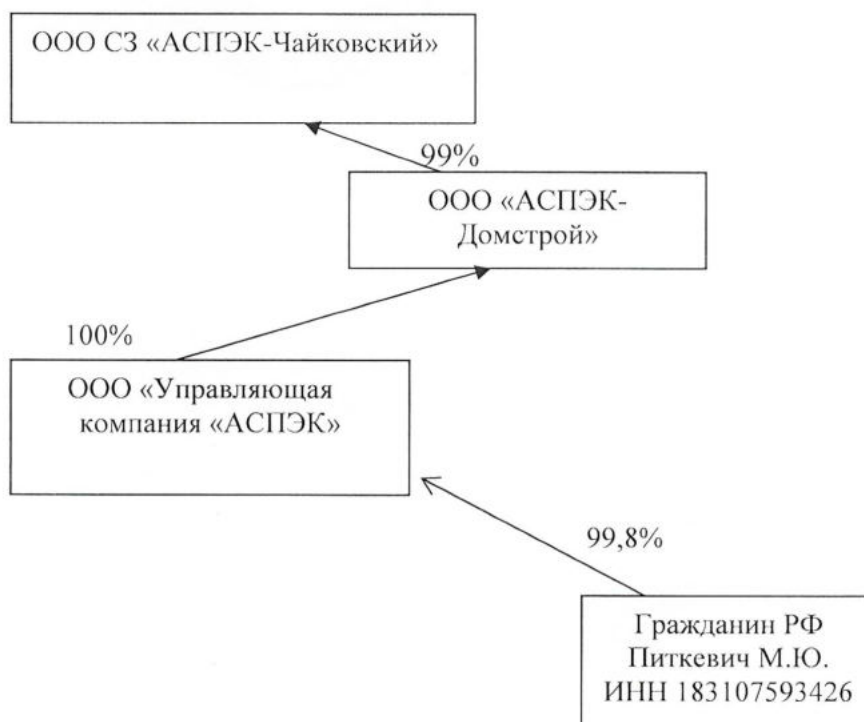 ООО СЗ «АСПЭК-Чайковский»
99%
ООО «АСПЭК-
Домстрой»
100%
ООО «Управляющая
компания «АСПЭК»
99,8%
Гражданин РФ
Питкевич М.Ю.
ИНН 183107593426